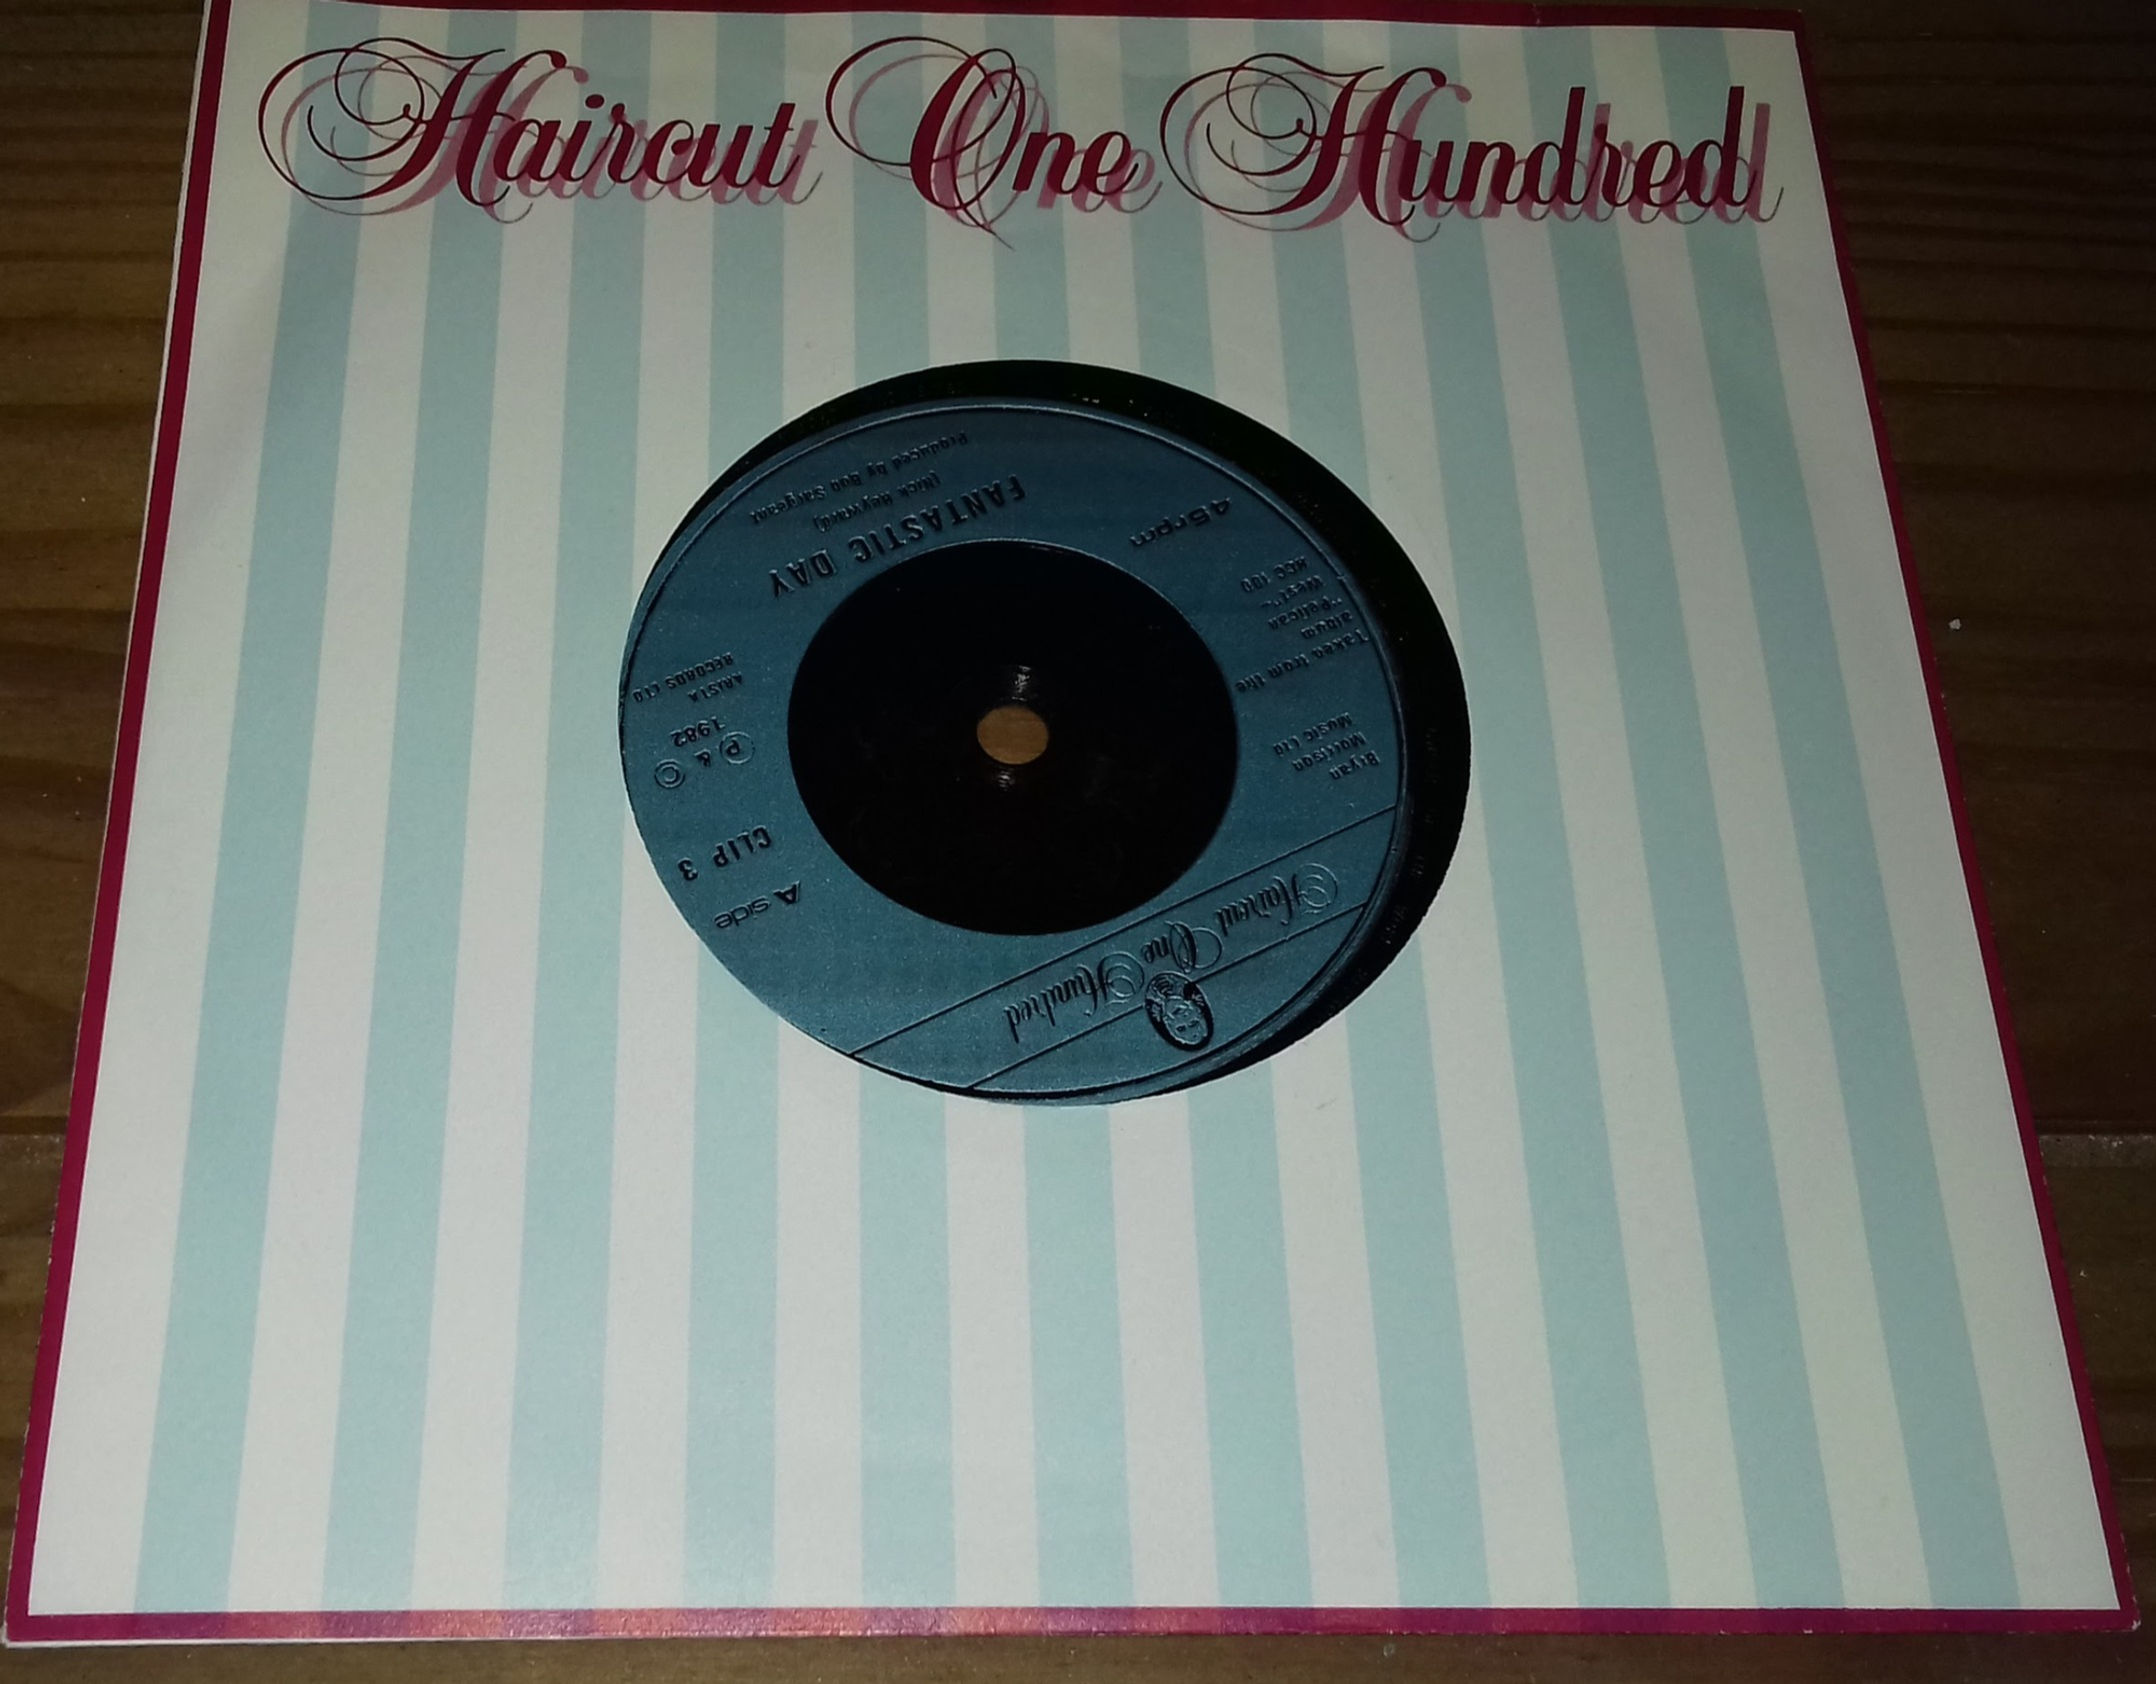 Haircut One Hundred
Haircut One Hundred
A side
CLIP 3
Ⓟ & Ⓒ
1982
ARISTA
RECORDS LTD
Bryan
Morrison
Music Ltd
Taken from the
album
"Pelican
West"
HCC 100
45rpm
FANTASTIC DAY
(Nick Heyward)
Produced by Bob Sargeant